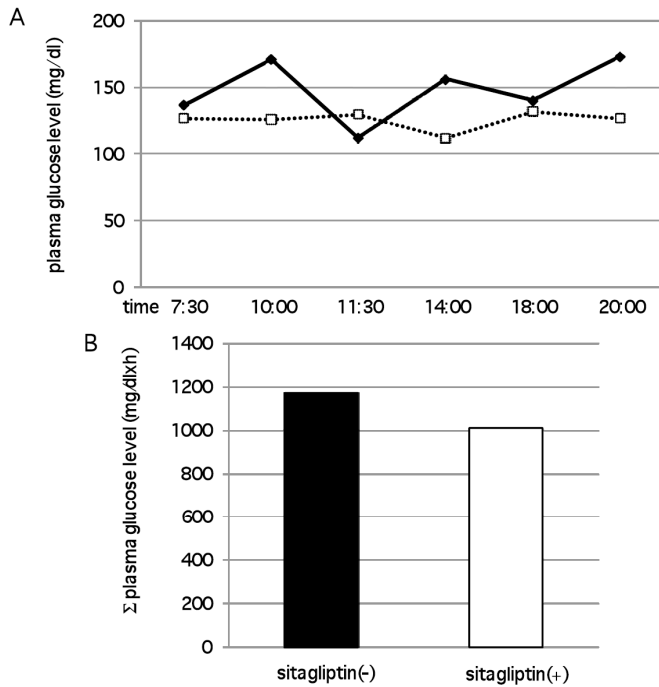 A
plasma glucose level (mg/dl)
200
150
100
50
0
time 7:30 10:00 11:30 14:00 18:00 20:00
B
Σ plasma glucose level (mg/dlxh)
1400
1200
1000
800
600
400
200
0
sitagliptin(-) sitagliptin(+)